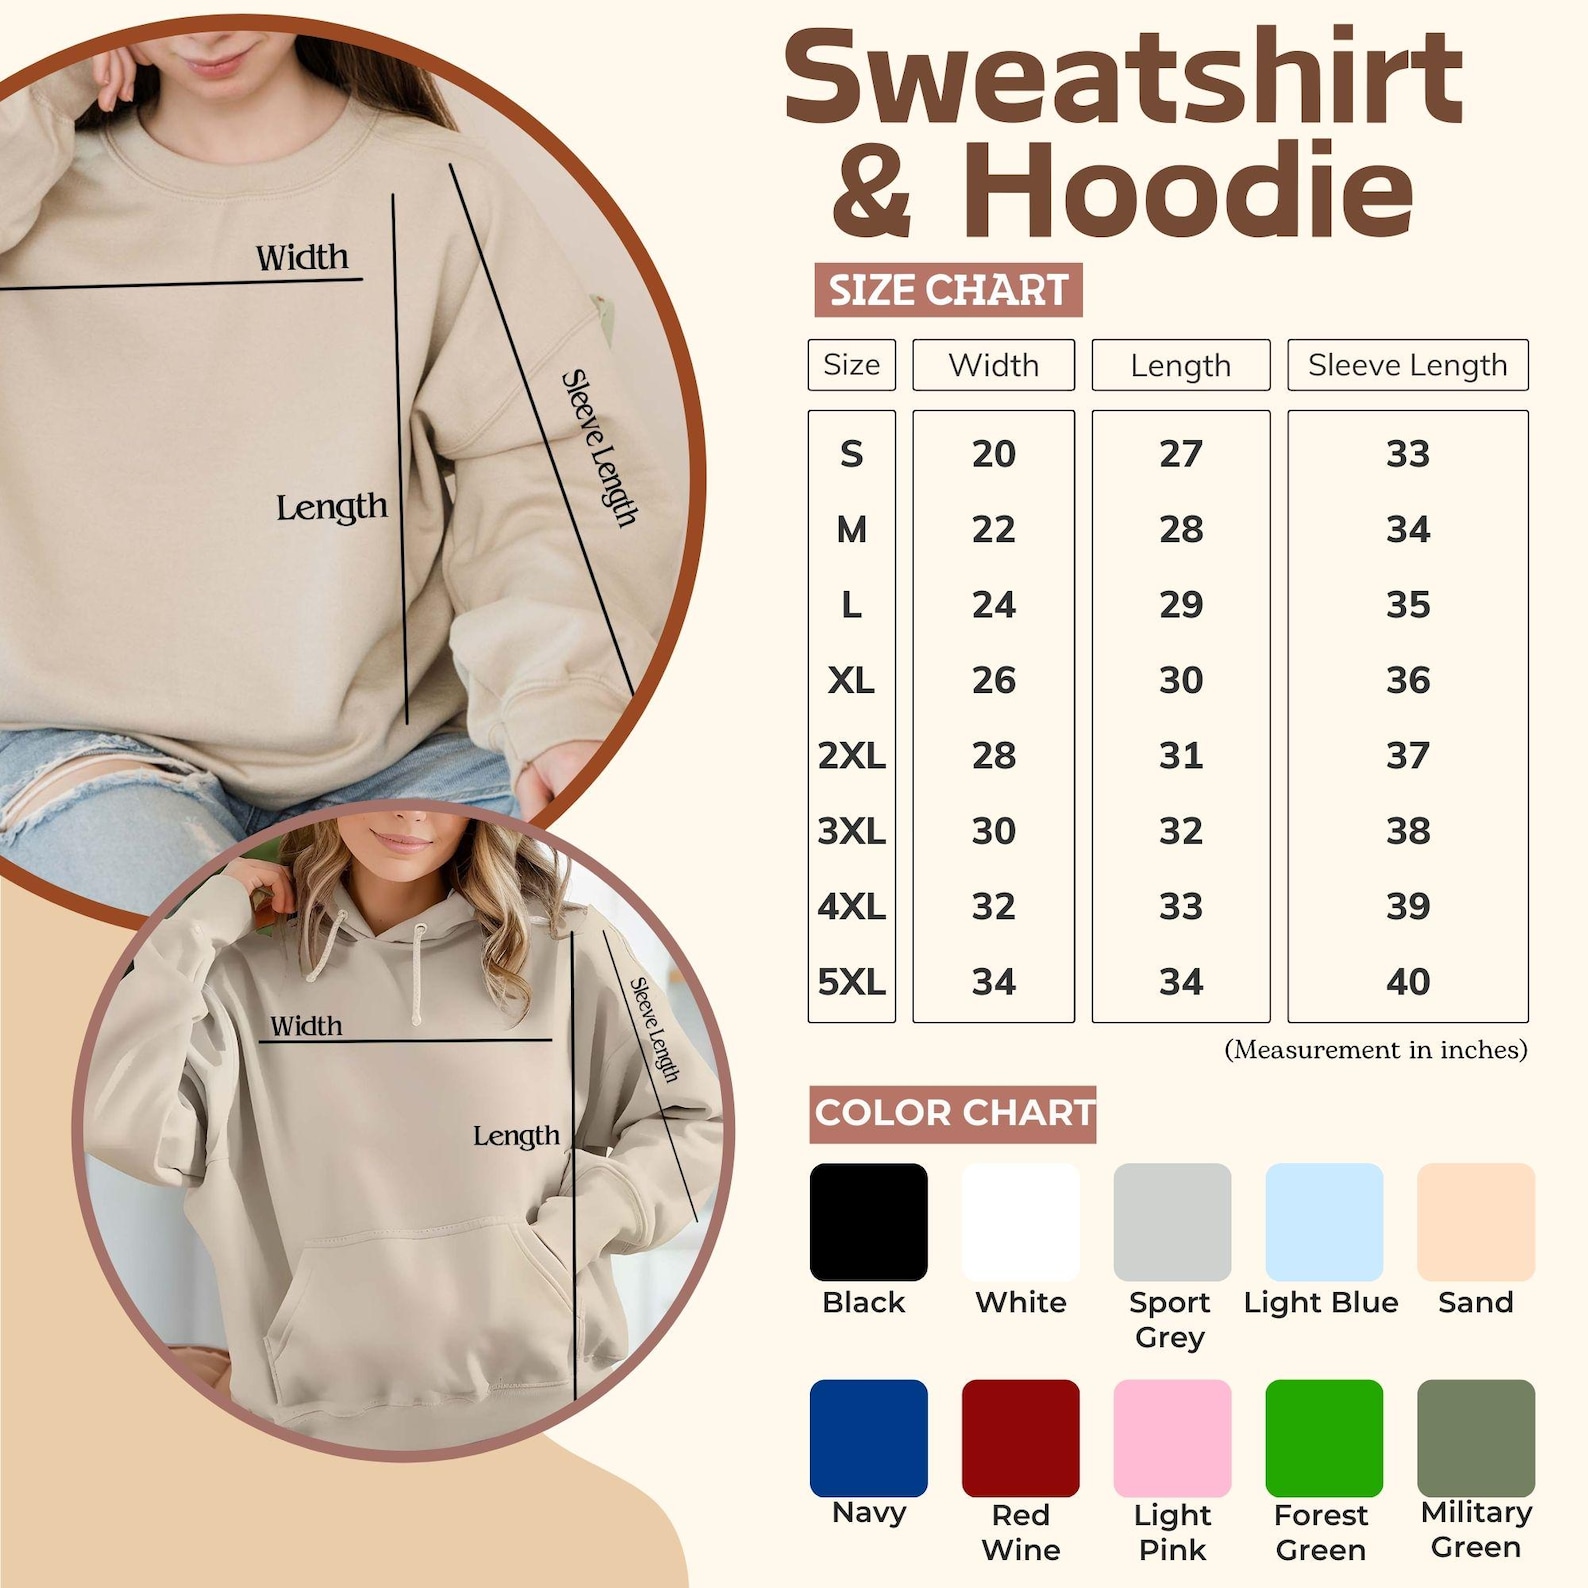 Sweatshirt
& Hoodie
SIZE CHART
Size Width Length Sleeve Length
S 20 27 33
M 22 28 34
L 24 29 35
XL 26 30 36
2XL 28 31 37
3XL 30 32 38
4XL 32 33 39
5XL 34 34 40
(Measurement in inches)
COLOR CHART
Black White Sport Light Blue Sand
Grey
Navy Red Light Forest Military
Wine Pink Green Green
Width
Length
Sleeve Length
Width
Length
Sleeve Length